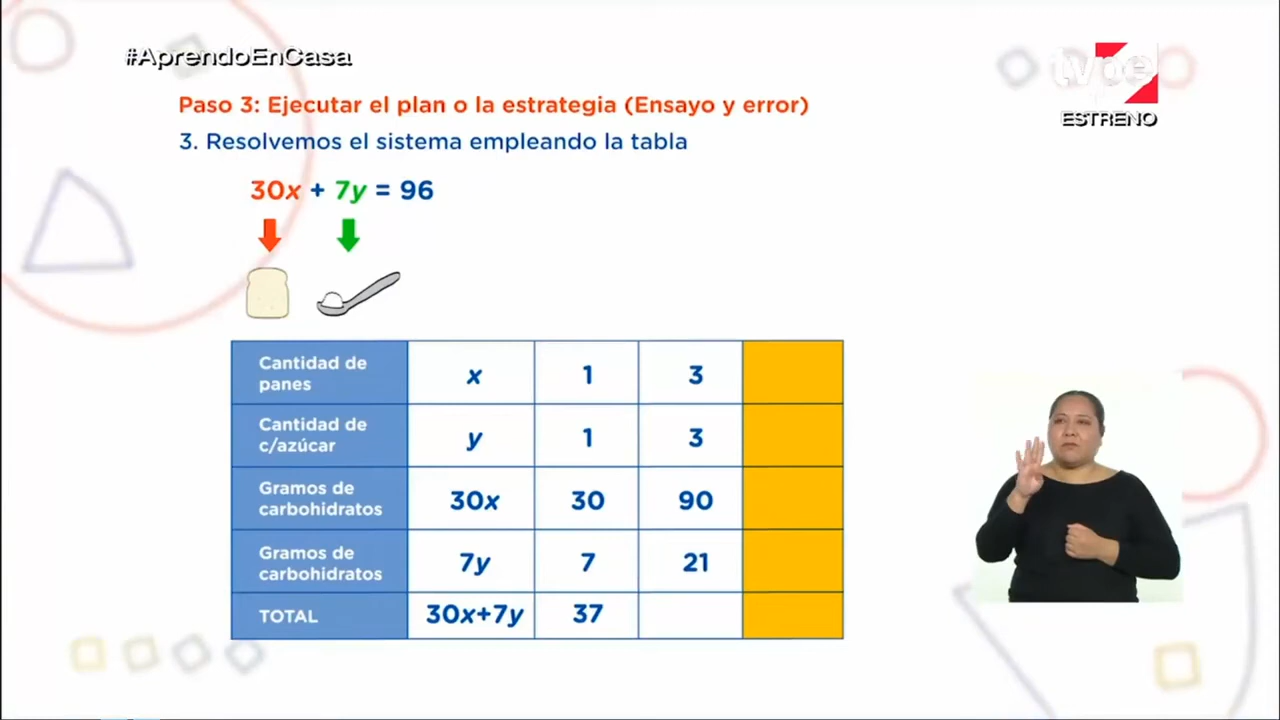 #AprendoEnCasa
tvpe
ESTRENO
Paso 3: Ejecutar el plan o la estrategia (Ensayo y error)
3. Resolvemos el sistema empleando la tabla
30x + 7y = 96
Cantidad de
panes
x
1
3
Cantidad de
c/azúcar
y
1
3
Gramos de
carbohidratos
30x
30
90
Gramos de
carbohidratos
7y
7
21
TOTAL
30x+7y
37